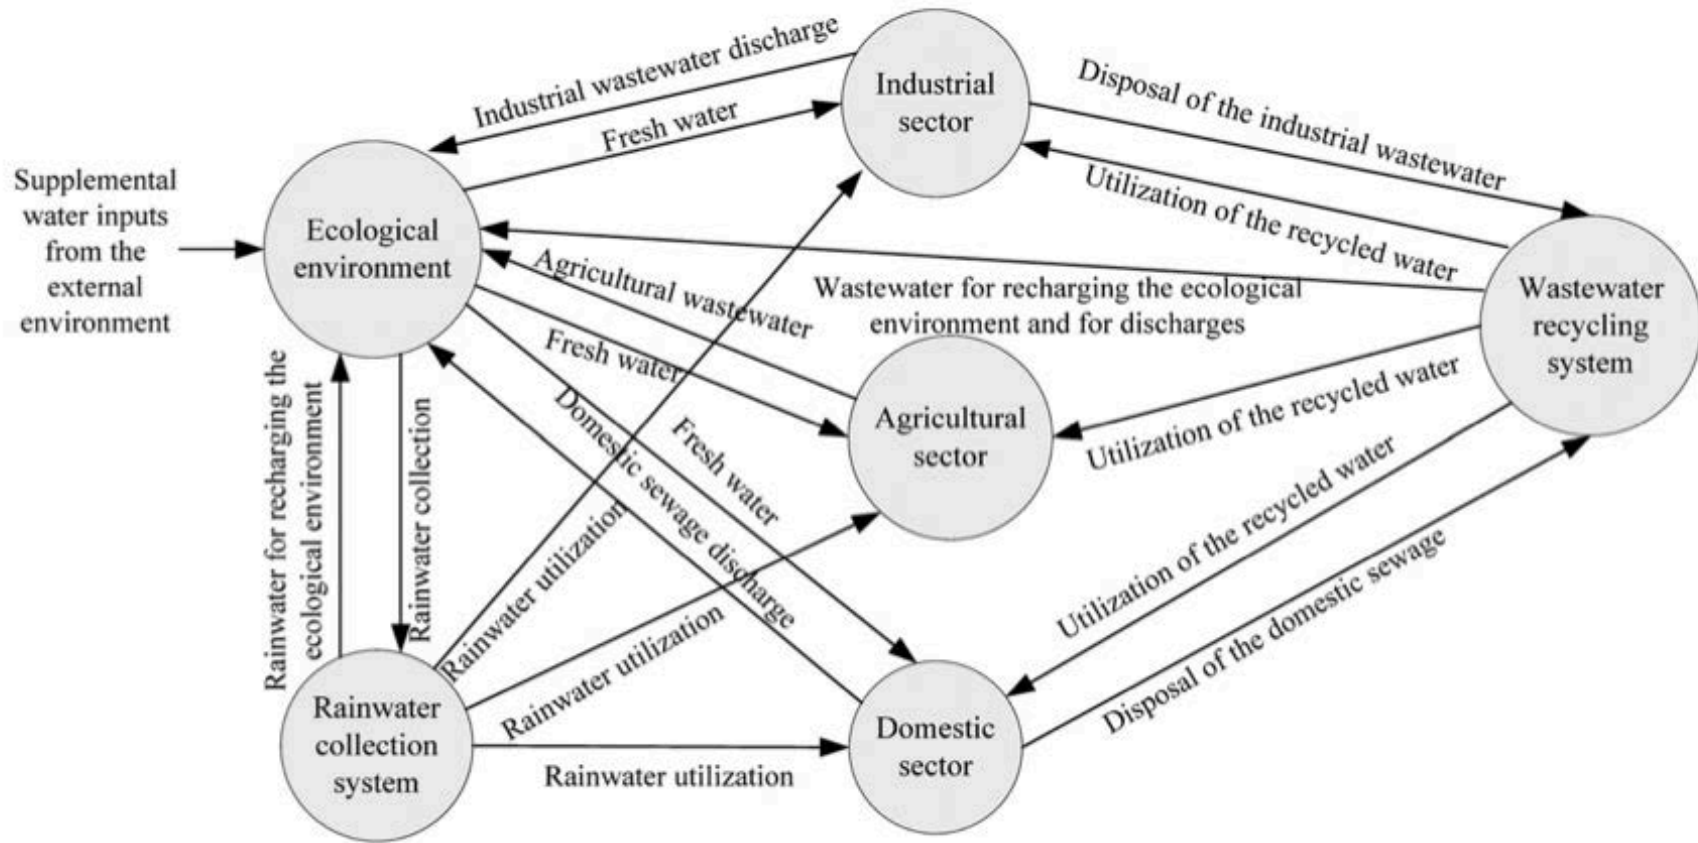 Industrial wastewater discharge
Fresh water
Industrial
sector
Disposal of the industrial wastewater
Utilization of the recycled water
Supplemental
water inputs
from the
external
environment
Ecological
environment
Agricultural wastewater
Fresh water
Wastewater for recharging the ecological
environment and for discharges
Wastewater
recycling
system
Agricultural
sector
Utilization of the recycled water
Rainwater for recharging the
ecological environment
Rainwater collection
Domestic sewage discharge
Fresh water
Rainwater utilization
Rainwater utilization
Rainwater utilization
Utilization of the recycled water
Disposal of the domestic sewage
Rainwater
collection
system
Domestic
sector